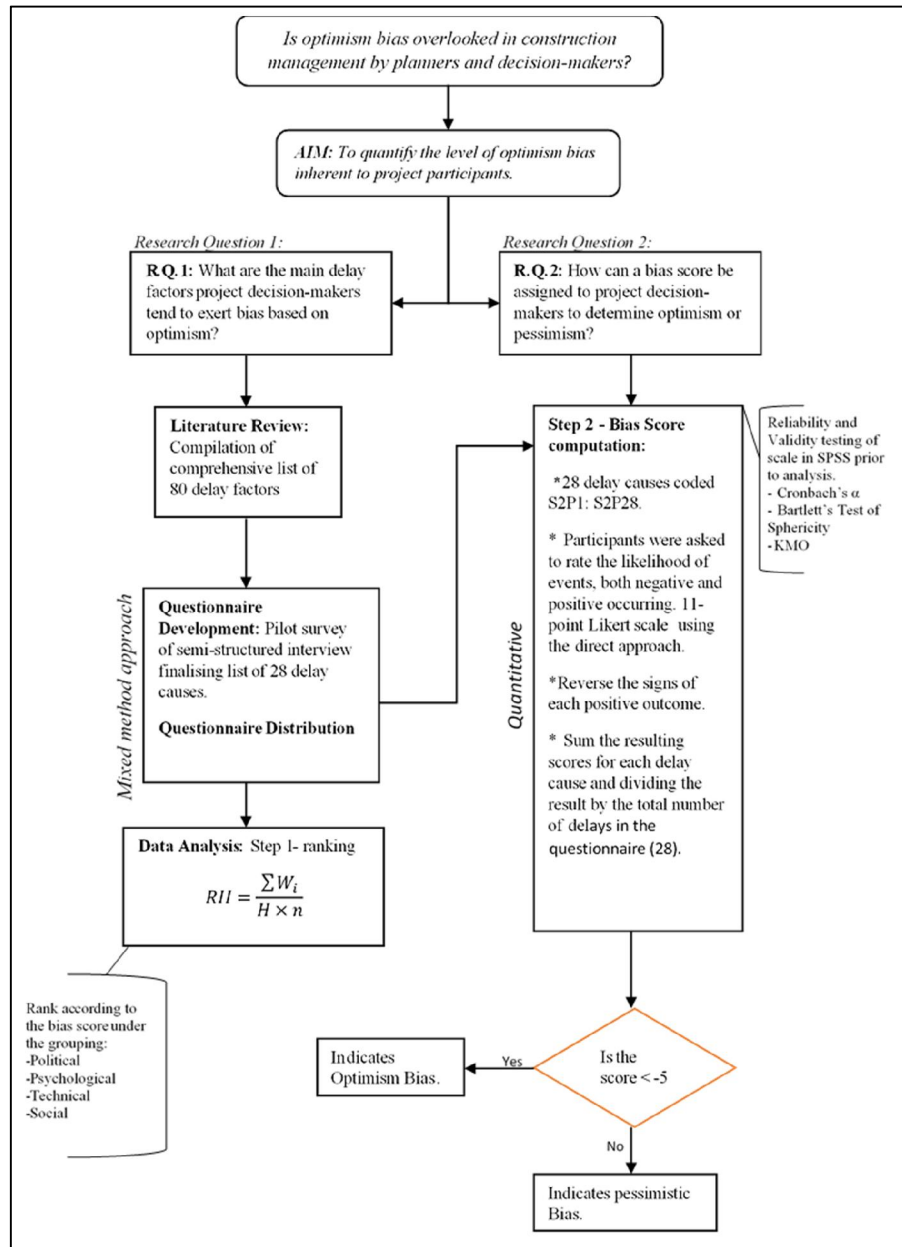 Is optimism bias overlooked in construction
management by planners and decision-makers?
AIM: To quantify the level of optimism bias
inherent to project participants.
Research Question 1:
R.Q.1: What are the main delay
factors project decision-makers
tend to exert bias based on
optimism?
Research Question 2:
R.Q.2: How can a bias score be
assigned to project decision-
makers to determine optimism or
pessimism?
Literature Review:
Compilation of
comprehensive list of
80 delay factors
Mixed method approach
Questionnaire
Development: Pilot survey
of semi-structured interview
finalising list of 28 delay
causes.
Questionnaire Distribution
Data Analysis: Step 1- ranking
RII = ∑W_i / H × n
Rank according to
the bias score under
the grouping:
-Political
-Psychological
-Technical
-Social
Quantitative
Step 2 - Bias Score
computation:
*28 delay causes coded
S2P1: S2P28.
* Participants were asked
to rate the likelihood of
events, both negative and
positive occurring. 11-
point Likert scale using
the direct approach.
*Reverse the signs of
each positive outcome.
* Sum the resulting
scores for each delay
cause and dividing the
result by the total number
of delays in the
questionnaire (28).
Reliability and
Validity testing of
scale in SPSS prior
to analysis.
- Cronbach's α
- Bartlett's Test of
Sphericity
-KMO
Is the
score < -5
Yes
Indicates
Optimism Bias.
No
Indicates pessimistic
Bias.